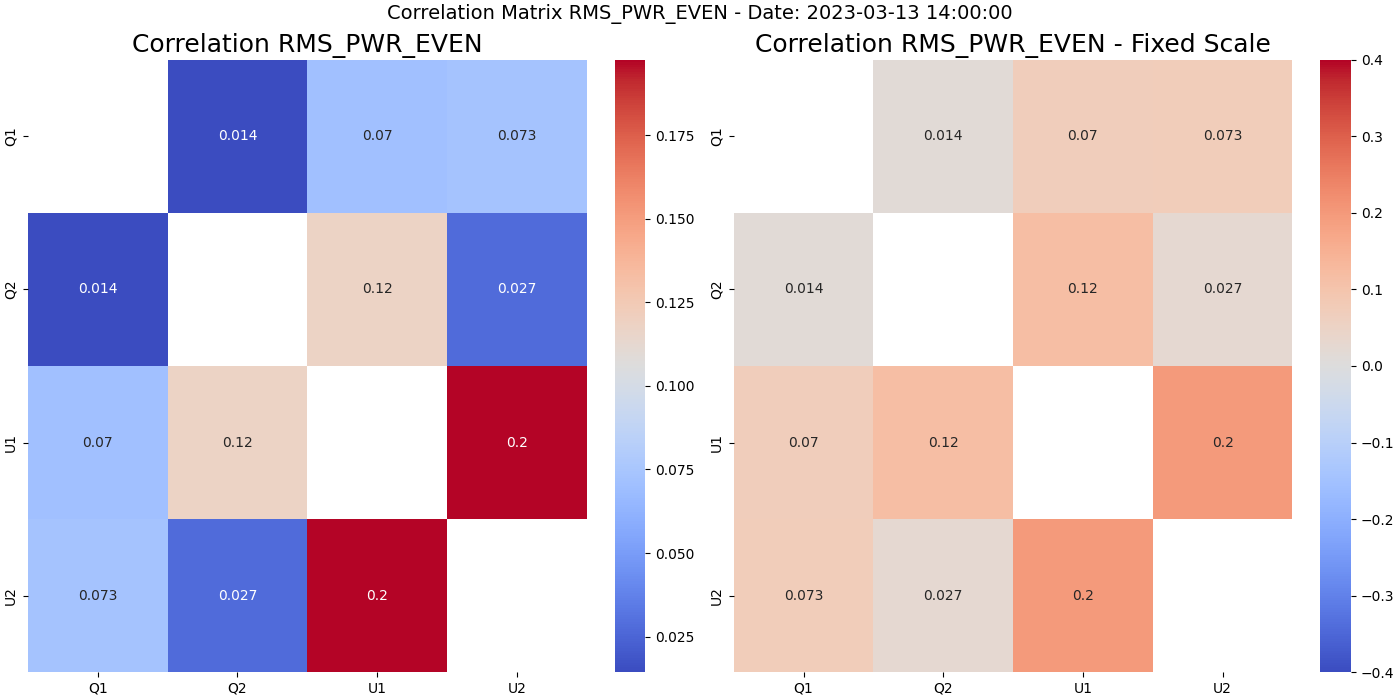 Correlation Matrix RMS_PWR_EVEN - Date: 2023-03-13 14:00:00
Correlation RMS_PWR_EVEN
Q1
0.014
0.07
0.073
Q2
0.014
0.12
0.027
U1
0.07
0.12
0.2
U2
0.073
0.027
0.2
Q1
Q2
U1
U2
0.175
0.150
0.125
0.100
0.075
0.050
0.025
Correlation RMS_PWR_EVEN - Fixed Scale
Q1
0.014
0.07
0.073
Q2
0.014
0.12
0.027
U1
0.07
0.12
0.2
U2
0.073
0.027
0.2
Q1
Q2
U1
U2
0.4
0.3
0.2
0.1
0.0
−0.1
−0.2
−0.3
−0.4